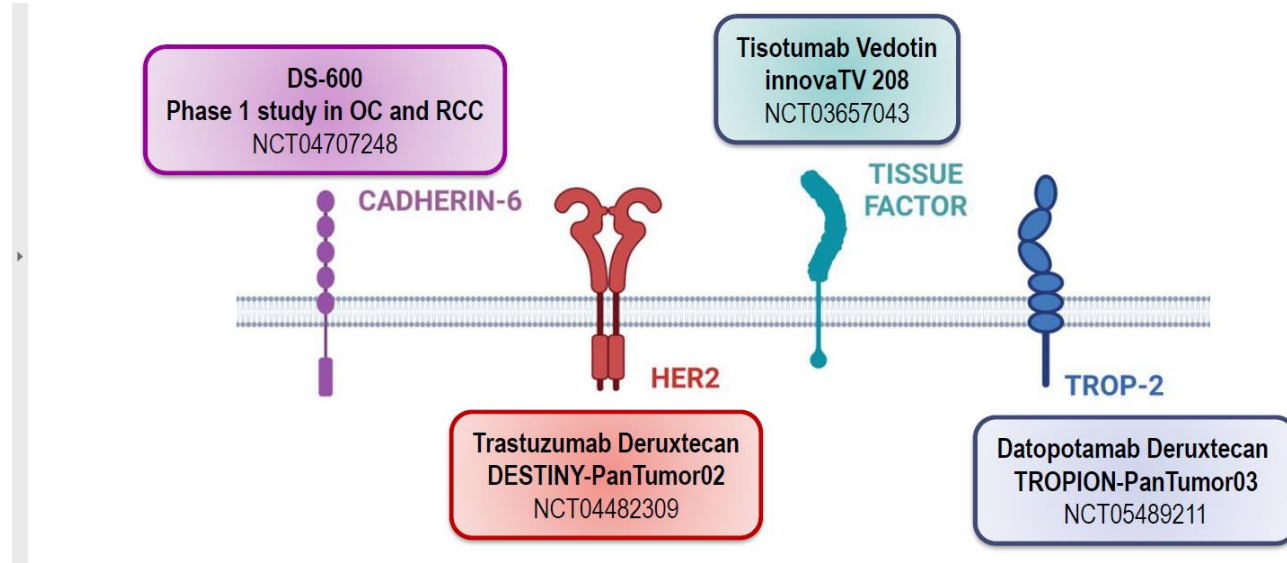 DS-600
Phase 1 study in OC and RCC
NCT04707248
Tisotumab Vedotin
innovaTV 208
NCT03657043
CADHERIN-6
TISSUE
FACTOR
HER2
TROP-2
Trastuzumab Deruxtecan
DESTINY-PanTumor02
NCT04482309
Datopotamab Deruxtecan
TROPION-PanTumor03
NCT05489211